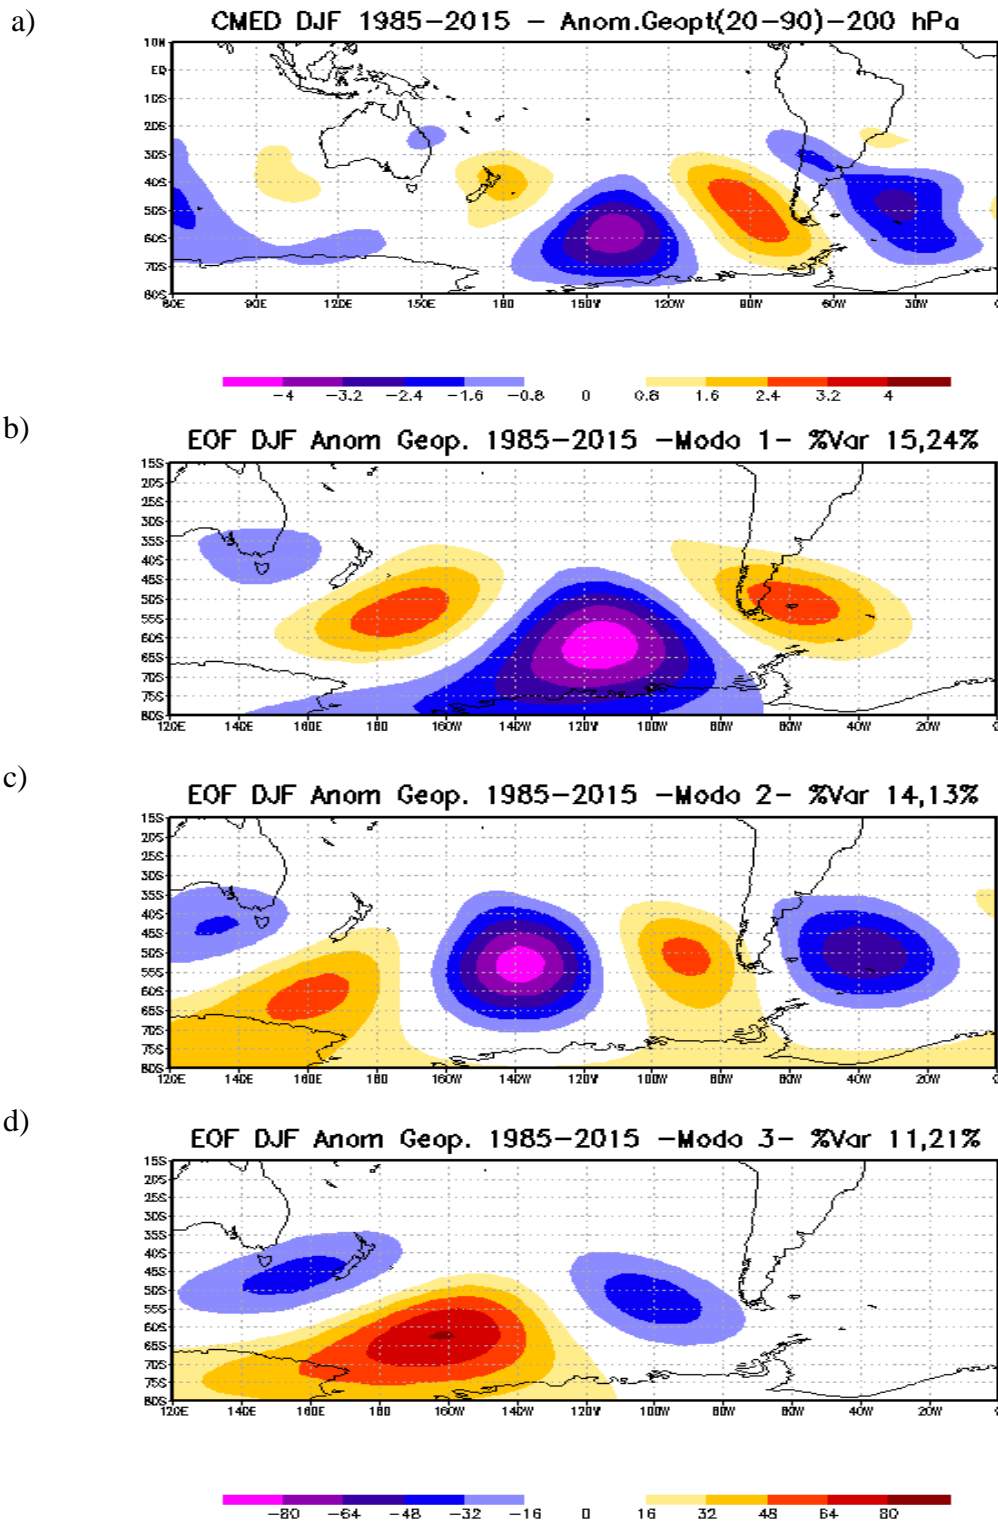 a)
CMED DJF 1985-2015 - Anom.Geopt(20-90)-200 hPa
10N
EQ
10S
20S
30S
40S
50S
60S
70S
80S
60E 90E 120E 150E 180 150W 120W 90W 60W 30W 0
-4 -3.2 -2.4 -1.6 -0.8 0 0.8 1.6 2.4 3.2 4
b)
EOF DJF Anom Geop. 1985-2015 -Modo 1- %Var 15,24%
15S
20S
25S
30S
35S
40S
45S
50S
55S
60S
65S
70S
75S
80S
120E 140E 160E 180 160W 140W 120W 100W 80W 60W 40W 20W 0
c)
EOF DJF Anom Geop. 1985-2015 -Modo 2- %Var 14,13%
15S
20S
25S
30S
35S
40S
45S
50S
55S
60S
65S
70S
75S
80S
120E 140E 160E 180 160W 140W 120W 100W 80W 60W 40W 20W 0
d)
EOF DJF Anom Geop. 1985-2015 -Modo 3- %Var 11,21%
15S
20S
25S
30S
35S
40S
45S
50S
55S
60S
65S
70S
75S
80S
120E 140E 160E 180 160W 140W 120W 100W 80W 60W 40W 20W 0
-80 -64 -48 -32 -16 0 16 32 48 64 80